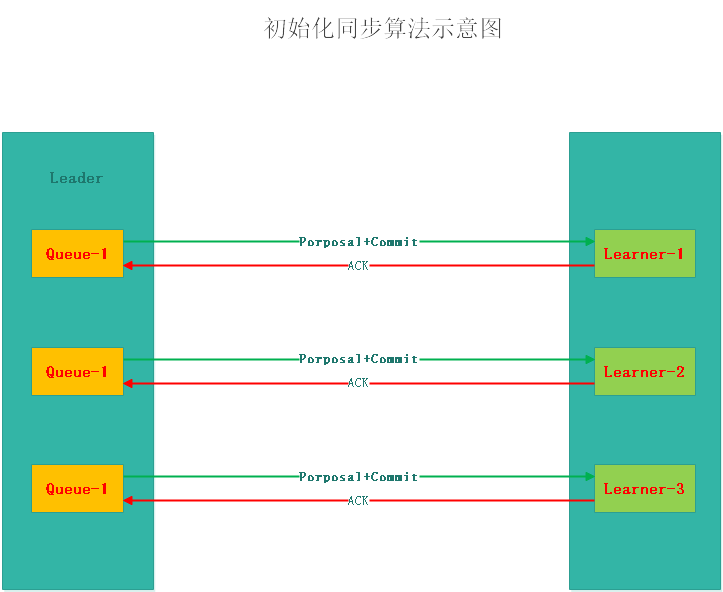 初始化同步算法示意图
Leader
Queue-1
Porposal+Commit
ACK
Learner-1
Queue-1
Porposal+Commit
ACK
Learner-2
Queue-1
Porposal+Commit
ACK
Learner-3